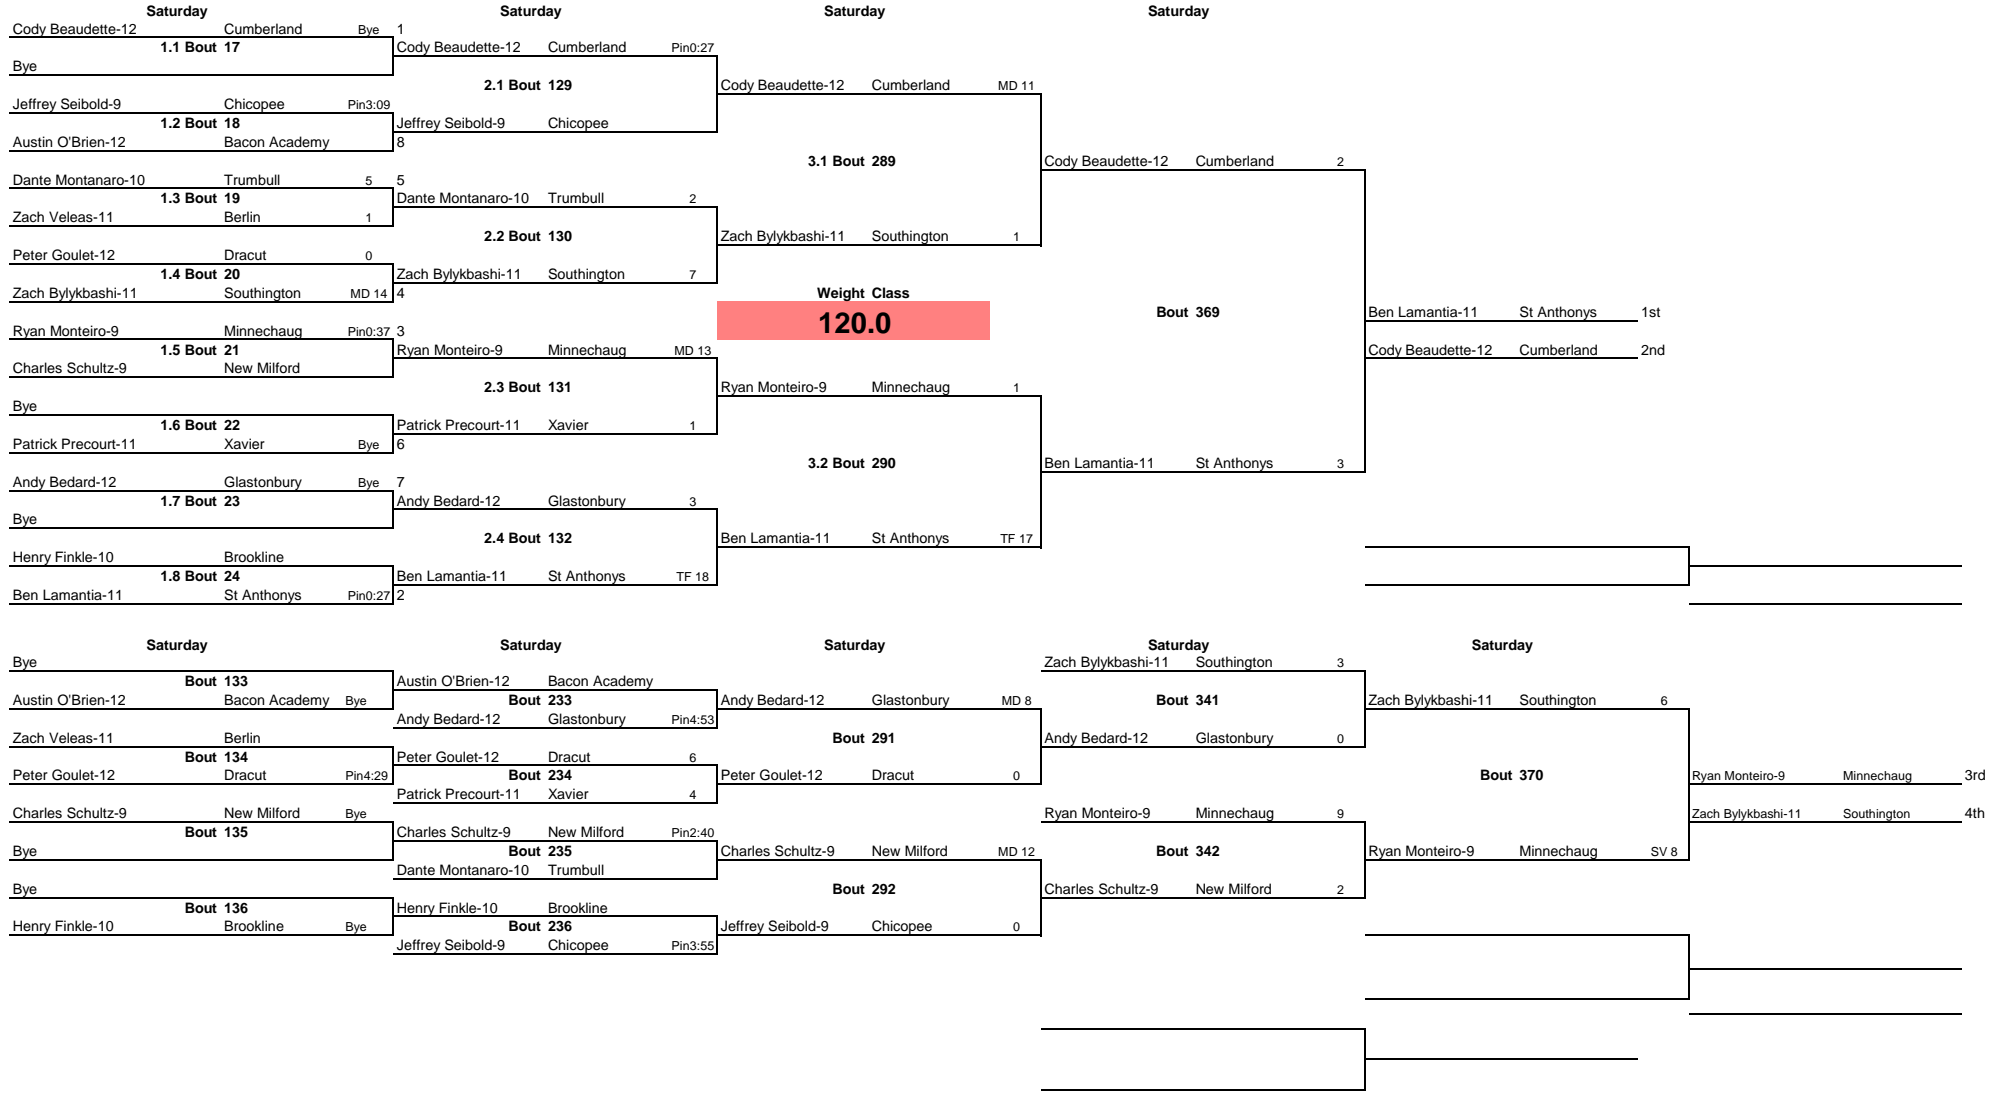 Saturday Saturday Saturday Saturday
Cody Beaudette-12 Cumberland Bye 1
1.1 Bout 17 Cody Beaudette-12 Cumberland Pin0:27
Bye
2.1 Bout 129 Cody Beaudette-12 Cumberland MD 11
Jeffrey Seibold-9 Chicopee Pin3:09
1.2 Bout 18 Jeffrey Seibold-9 Chicopee
Austin O'Brien-12 Bacon Academy 8
3.1 Bout 289 Cody Beaudette-12 Cumberland 2
Dante Montanaro-10 Trumbull 5 5
1.3 Bout 19 Dante Montanaro-10 Trumbull 2
Zach Veleas-11 Berlin 1
2.2 Bout 130 Zach Bylykbashi-11 Southington 1
Peter Goulet-12 Dracut 0
1.4 Bout 20 Zach Bylykbashi-11 Southington 7
Zach Bylykbashi-11 Southington MD 14 4 Weight Class
120.0 Bout 369 Ben Lamantia-11 St Anthonys 1st
Ryan Monteiro-9 Minnechaug Pin0:37 3
1.5 Bout 21 Ryan Monteiro-9 Minnechaug MD 13 Cody Beaudette-12 Cumberland 2nd
Charles Schultz-9 New Milford
2.3 Bout 131 Ryan Monteiro-9 Minnechaug 1
Bye
1.6 Bout 22 Patrick Precourt-11 Xavier 1
Patrick Precourt-11 Xavier Bye 6
3.2 Bout 290 Ben Lamantia-11 St Anthonys 3
Andy Bedard-12 Glastonbury Bye 7
1.7 Bout 23 Andy Bedard-12 Glastonbury 3
Bye
2.4 Bout 132 Ben Lamantia-11 St Anthonys TF 17
Henry Finkle-10 Brookline
1.8 Bout 24 Ben Lamantia-11 St Anthonys TF 18
Ben Lamantia-11 St Anthonys Pin0:27 2
Saturday Saturday Saturday Saturday Saturday
Bye Zach Bylykbashi-11 Southington 3
Bout 133 Austin O'Brien-12 Bacon Academy
Austin O'Brien-12 Bacon Academy Bye Bout 233 Andy Bedard-12 Glastonbury MD 8 Bout 341 Zach Bylykbashi-11 Southington 6
Andy Bedard-12 Glastonbury Pin4:53
Zach Veleas-11 Berlin Bout 291 Andy Bedard-12 Glastonbury 0
Bout 134 Peter Goulet-12 Dracut 6
Peter Goulet-12 Dracut Pin4:29 Bout 234 Peter Goulet-12 Dracut 0 Bout 370 Ryan Monteiro-9 Minnechaug 3rd
Patrick Precourt-11 Xavier 4
Charles Schultz-9 New Milford Bye Ryan Monteiro-9 Minnechaug 9 Zach Bylykbashi-11 Southington 4th
Bout 135 Charles Schultz-9 New Milford Pin2:40
Bye Bout 235 Charles Schultz-9 New Milford MD 12 Bout 342 Ryan Monteiro-9 Minnechaug SV 8
Dante Montanaro-10 Trumbull
Bye Bout 292 Charles Schultz-9 New Milford 2
Bout 136 Henry Finkle-10 Brookline
Henry Finkle-10 Brookline Bye Bout 236 Jeffrey Seibold-9 Chicopee 0
Jeffrey Seibold-9 Chicopee Pin3:55